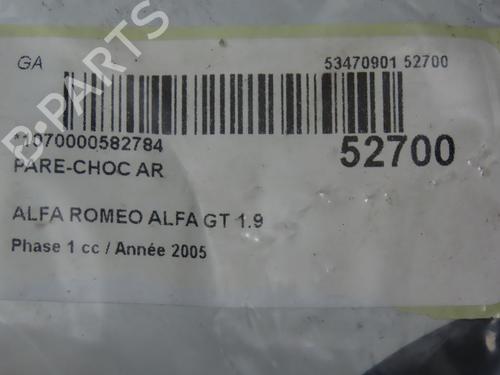 GA
53470901 52700
B-PARTS
*1070000582784
52700
PARE-CHOC AR
ALFA ROMEO ALFA GT 1.9
Phase 1 cc / Année 2005